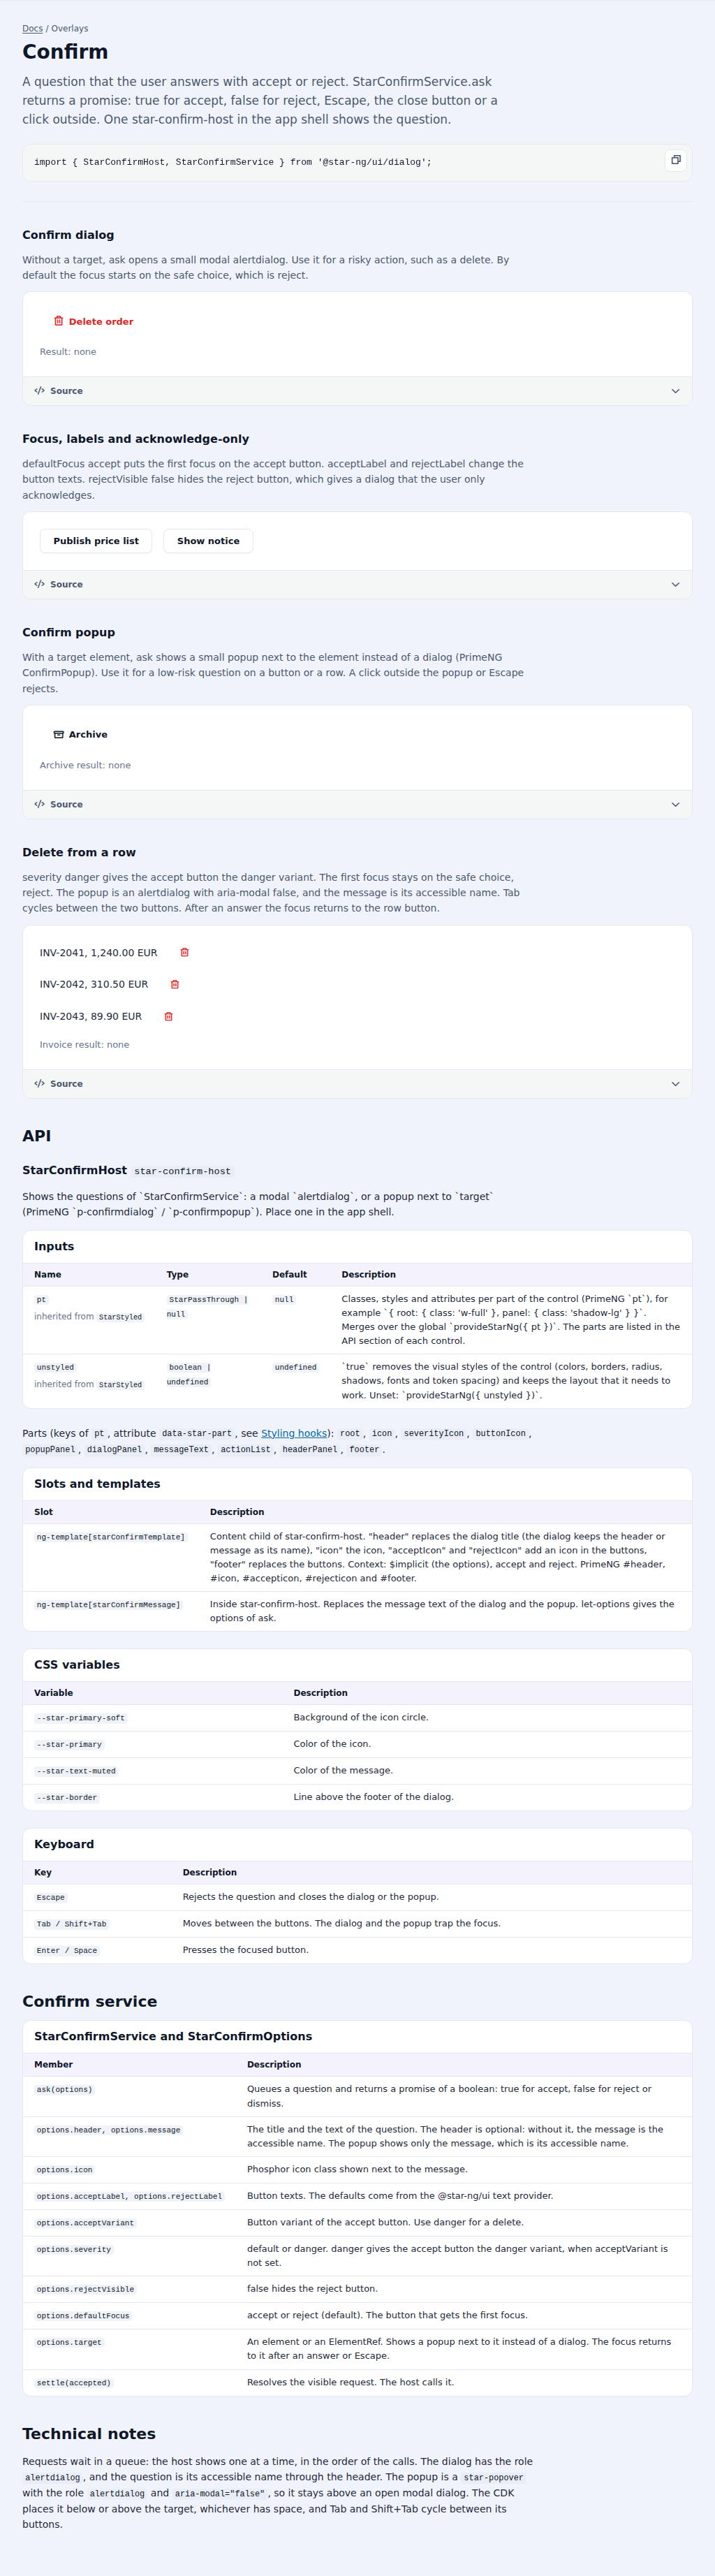 Docs / Overlays
Confirm
A question that the user answers with accept or reject. StarConfirmService.ask
returns a promise: true for accept, false for reject, Escape, the close button or a
click outside. One star-confirm-host in the app shell shows the question.
import { StarConfirmHost, StarConfirmService } from '@star-ng/ui/dialog';
Confirm dialog
Without a target, ask opens a small modal alertdialog. Use it for a risky action, such as a delete. By
default the focus starts on the safe choice, which is reject.
Delete order
Result: none
Source
Focus, labels and acknowledge-only
defaultFocus accept puts the first focus on the accept button. acceptLabel and rejectLabel change the
button texts. rejectVisible false hides the reject button, which gives a dialog that the user only
acknowledges.
Publish price list Show notice
Source
Confirm popup
With a target element, ask shows a small popup next to the element instead of a dialog (PrimeNG
ConfirmPopup). Use it for a low-risk question on a button or a row. A click outside the popup or Escape
rejects.
Archive
Archive result: none
Source
Delete from a row
severity danger gives the accept button the danger variant. The first focus stays on the safe choice,
reject. The popup is an alertdialog with aria-modal false, and the message is its accessible name. Tab
cycles between the two buttons. After an answer the focus returns to the row button.
INV-2041, 1,240.00 EUR
INV-2042, 310.50 EUR
INV-2043, 89.90 EUR
Invoice result: none
Source
API
StarConfirmHost star-confirm-host
Shows the questions of `StarConfirmService`: a modal `alertdialog`, or a popup next to `target`
(PrimeNG `p-confirmdialog` / `p-confirmpopup`). Place one in the app shell.
Inputs
Name Type Default Description
pt StarPassThrough | null Classes, styles and attributes per part of the control (PrimeNG `pt`), for
inherited from StarStyled null example `{ root: { class: 'w-full' }, panel: { class: 'shadow-lg' } }`.
Merges over the global `provideStarNg({ pt })`. The parts are listed in the
API section of each control.
unstyled boolean | undefined `true` removes the visual styles of the control (colors, borders, radius,
inherited from StarStyled undefined shadows, fonts and token spacing) and keeps the layout that it needs to
work. Unset: `provideStarNg({ unstyled })`.
Parts (keys of pt, attribute data-star-part, see Styling hooks): root, icon, severityIcon, buttonIcon,
popupPanel, dialogPanel, messageText, actionList, headerPanel, footer.
Slots and templates
Slot Description
ng-template[starConfirmTemplate] Content child of star-confirm-host. "header" replaces the dialog title (the dialog keeps the header or
message as its name), "icon" the icon, "acceptIcon" and "rejectIcon" add an icon in the buttons,
"footer" replaces the buttons. Context: $implicit (the options), accept and reject. PrimeNG #header,
#icon, #accepticon, #rejecticon and #footer.
ng-template[starConfirmMessage] Inside star-confirm-host. Replaces the message text of the dialog and the popup. let-options gives the
options of ask.
CSS variables
Variable Description
--star-primary-soft Background of the icon circle.
--star-primary Color of the icon.
--star-text-muted Color of the message.
--star-border Line above the footer of the dialog.
Keyboard
Key Description
Escape Rejects the question and closes the dialog or the popup.
Tab / Shift+Tab Moves between the buttons. The dialog and the popup trap the focus.
Enter / Space Presses the focused button.
Confirm service
StarConfirmService and StarConfirmOptions
Member Description
ask(options) Queues a question and returns a promise of a boolean: true for accept, false for reject or
dismiss.
options.header, options.message The title and the text of the question. The header is optional: without it, the message is the
accessible name. The popup shows only the message, which is its accessible name.
options.icon Phosphor icon class shown next to the message.
options.acceptLabel, options.rejectLabel Button texts. The defaults come from the @star-ng/ui text provider.
options.acceptVariant Button variant of the accept button. Use danger for a delete.
options.severity default or danger. danger gives the accept button the danger variant, when acceptVariant is
not set.
options.rejectVisible false hides the reject button.
options.defaultFocus accept or reject (default). The button that gets the first focus.
options.target An element or an ElementRef. Shows a popup next to it instead of a dialog. The focus returns
to it after an answer or Escape.
settle(accepted) Resolves the visible request. The host calls it.
Technical notes
Requests wait in a queue: the host shows one at a time, in the order of the calls. The dialog has the role
alertdialog, and the question is its accessible name through the header. The popup is a star-popover
with the role alertdialog and aria-modal="false", so it stays above an open modal dialog. The CDK
places it below or above the target, whichever has space, and Tab and Shift+Tab cycle between its
buttons.